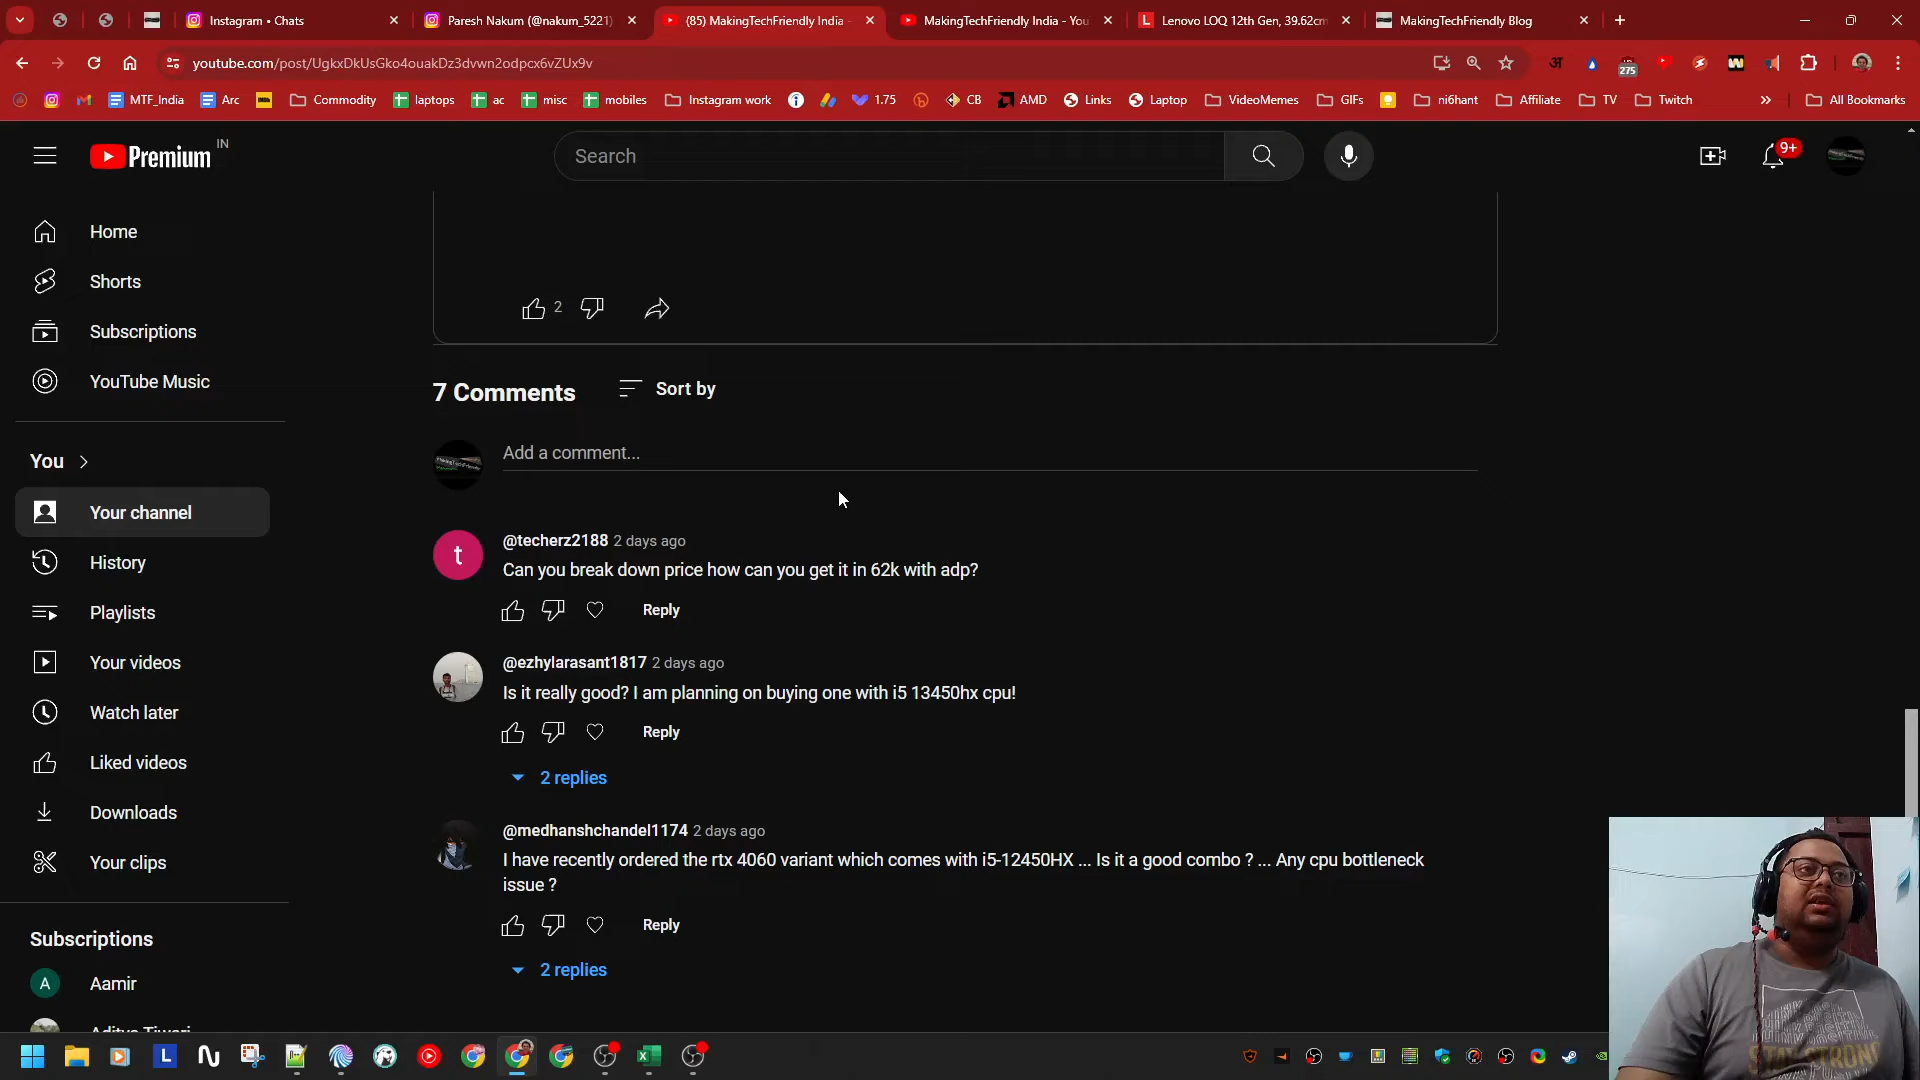 Instagram • Chats
Paresh Nakum (@nakum_5221)
(85) MakingTechFriendly India -
MakingTechFriendly India - You
Lenovo LOQ 12th Gen, 39.62cm
MakingTechFriendly Blog
youtube.com/post/UgkxDkUsGko4ouakDz3dvwn2odpcx6vZUx9v
275
MTF_India
Arc
Commodity
laptops
ac
misc
mobiles
Instagram work
1.75
CB
AMD
Links
Laptop
VideoMemes
GIFs
ni6hant
Affiliate
TV
Twitch
All Bookmarks
Premium IN
Search
9+
Home
Shorts
Subscriptions
YouTube Music
You
Your channel
History
Playlists
Your videos
Watch later
Liked videos
Downloads
Your clips
Subscriptions
A Aamir
Aditya Tiwari
2
7 Comments Sort by
Add a comment...
t
@techerz2188 2 days ago
Can you break down price how can you get it in 62k with adp?
Reply
@ezhylarasant1817 2 days ago
Is it really good? I am planning on buying one with i5 13450hx cpu!
Reply
2 replies
@medhanshchandel1174 2 days ago
I have recently ordered the rtx 4060 variant which comes with i5-12450HX ... Is it a good combo ? ... Any cpu bottleneck
issue ?
Reply
2 replies
STAY STRONG